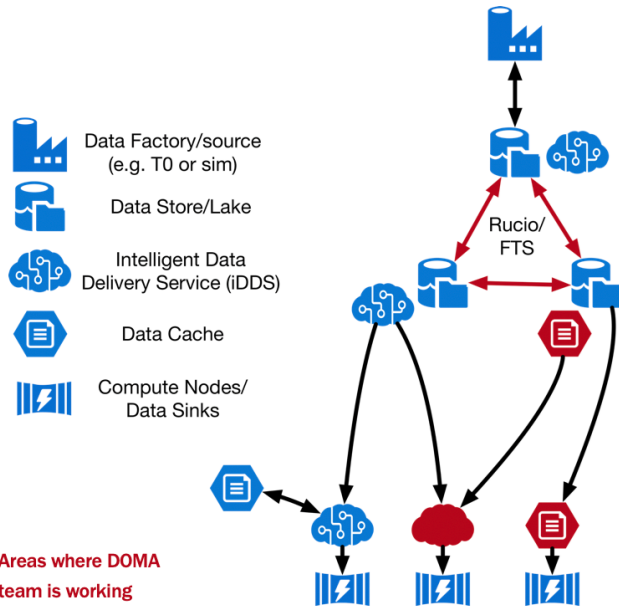 Data Factory/source
(e.g. T0 or sim)
Data Store/Lake
Intelligent Data
Delivery Service (iDDS)
Data Cache
Compute Nodes/
Data Sinks
Rucio/
FTS
Areas where DOMA
team is working